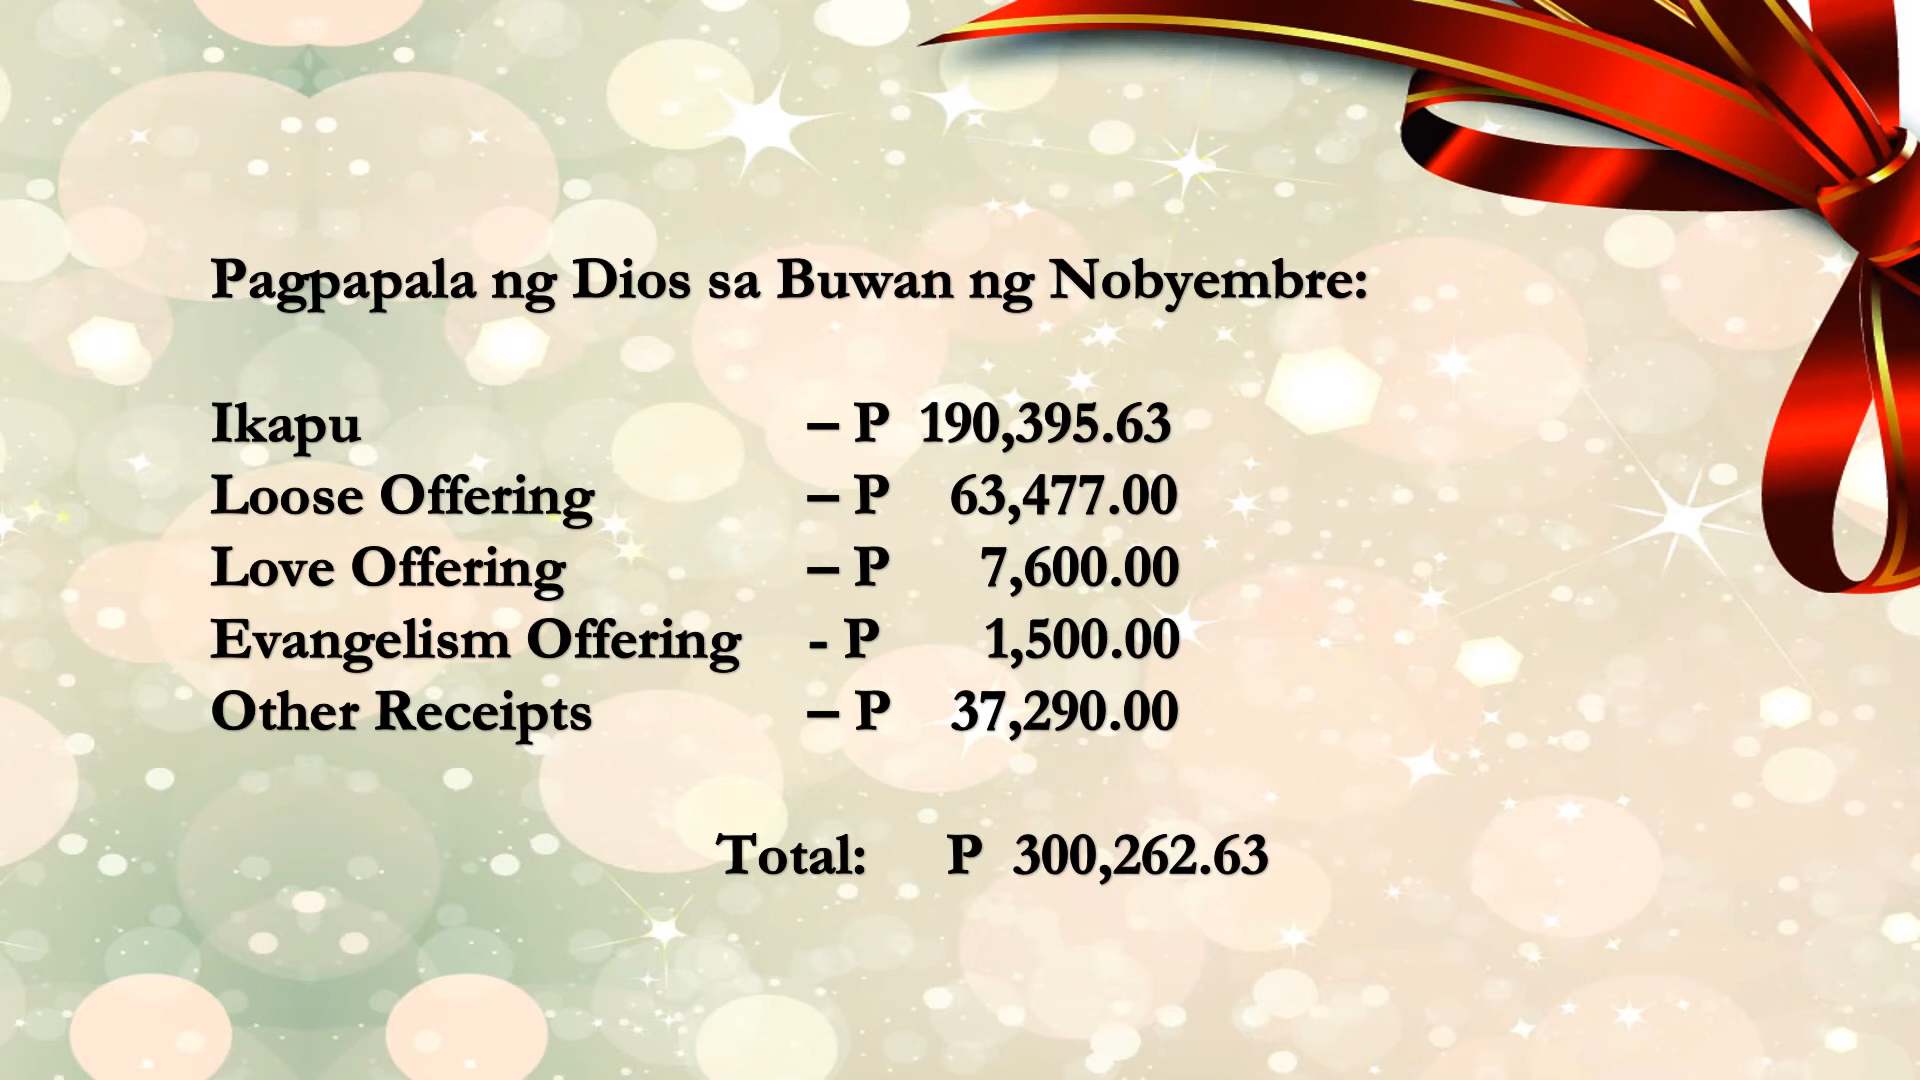 Pagpapala ng Dios sa Buwan ng Nobyembre:
Ikapu – P 190,395.63
Loose Offering – P 63,477.00
Love Offering – P 7,600.00
Evangelism Offering - P 1,500.00
Other Receipts – P 37,290.00
Total: P 300,262.63